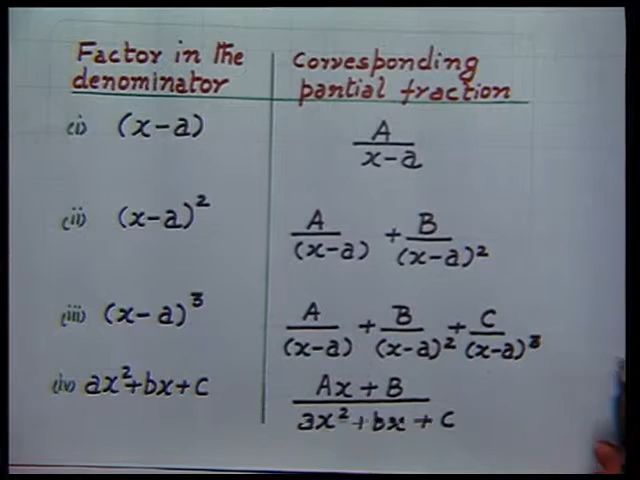 Factor in the denominator
Corresponding partial fraction
(i) (x-a) A/x-a
(ii) (x-a)² A/(x-a) + B/(x-a)²
(iii) (x-a)³ A/(x-a) + B/(x-a)² + C/(x-a)³
(iv) ax²+bx+c Ax+B/ax²+bx+c